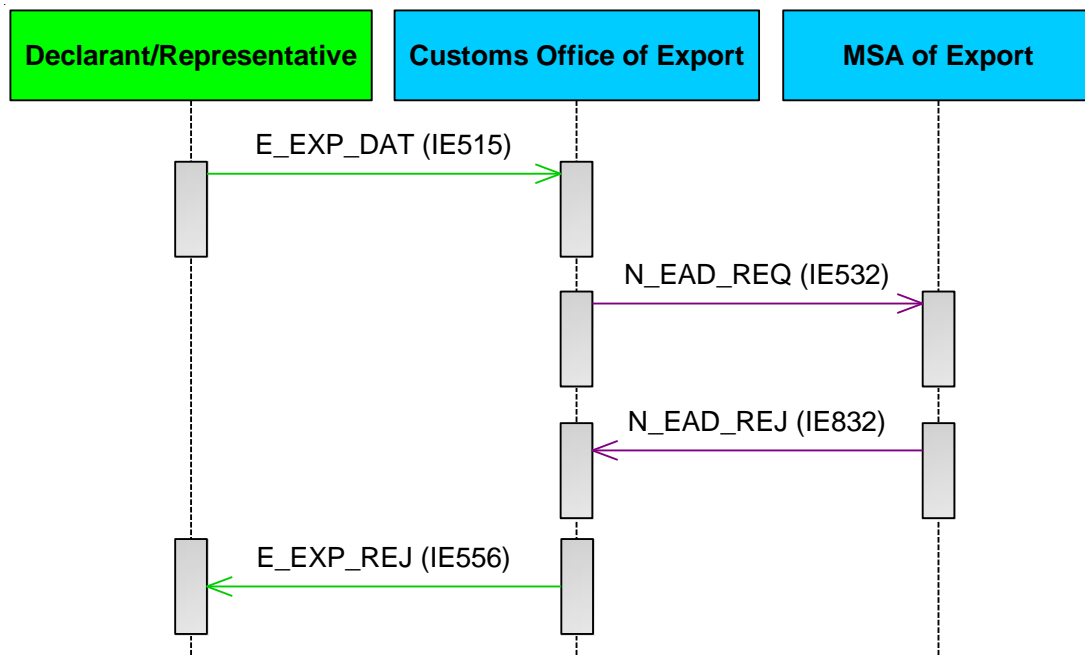 Declarant/Representative
Customs Office of Export
MSA of Export
E_EXP_DAT (IE515)
N_EAD_REQ (IE532)
N_EAD_REJ (IE832)
E_EXP_REJ (IE556)